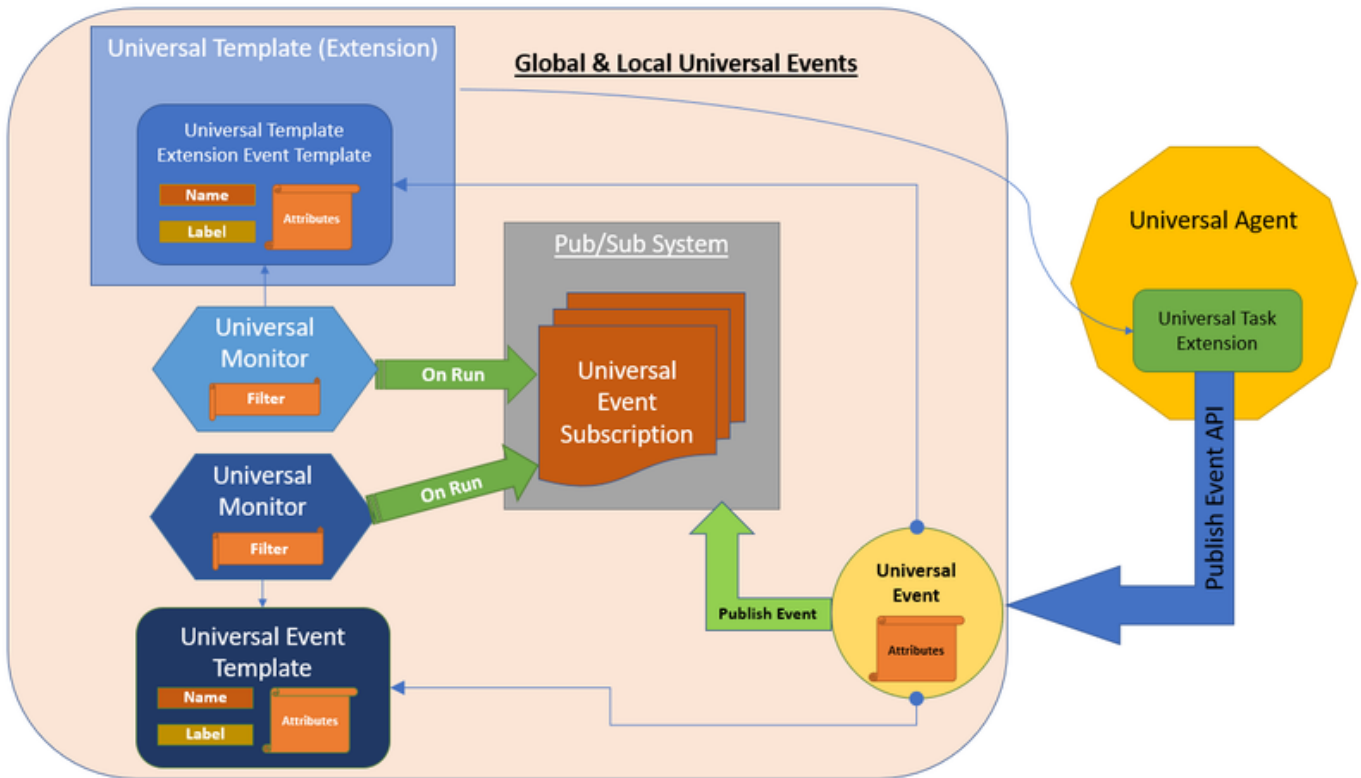 Universal Template (Extension)
Global & Local Universal Events
Universal Template
Extension Event Template
Name
Attributes
Label
Universal Agent
Pub/Sub System
Universal Task
Extension
Universal
Monitor
Filter
On Run
Universal
Event
Subscription
Publish Event API
Universal
Monitor
Filter
On Run
Universal
Event
Attributes
Publish Event
Universal Event
Template
Name
Attributes
Label